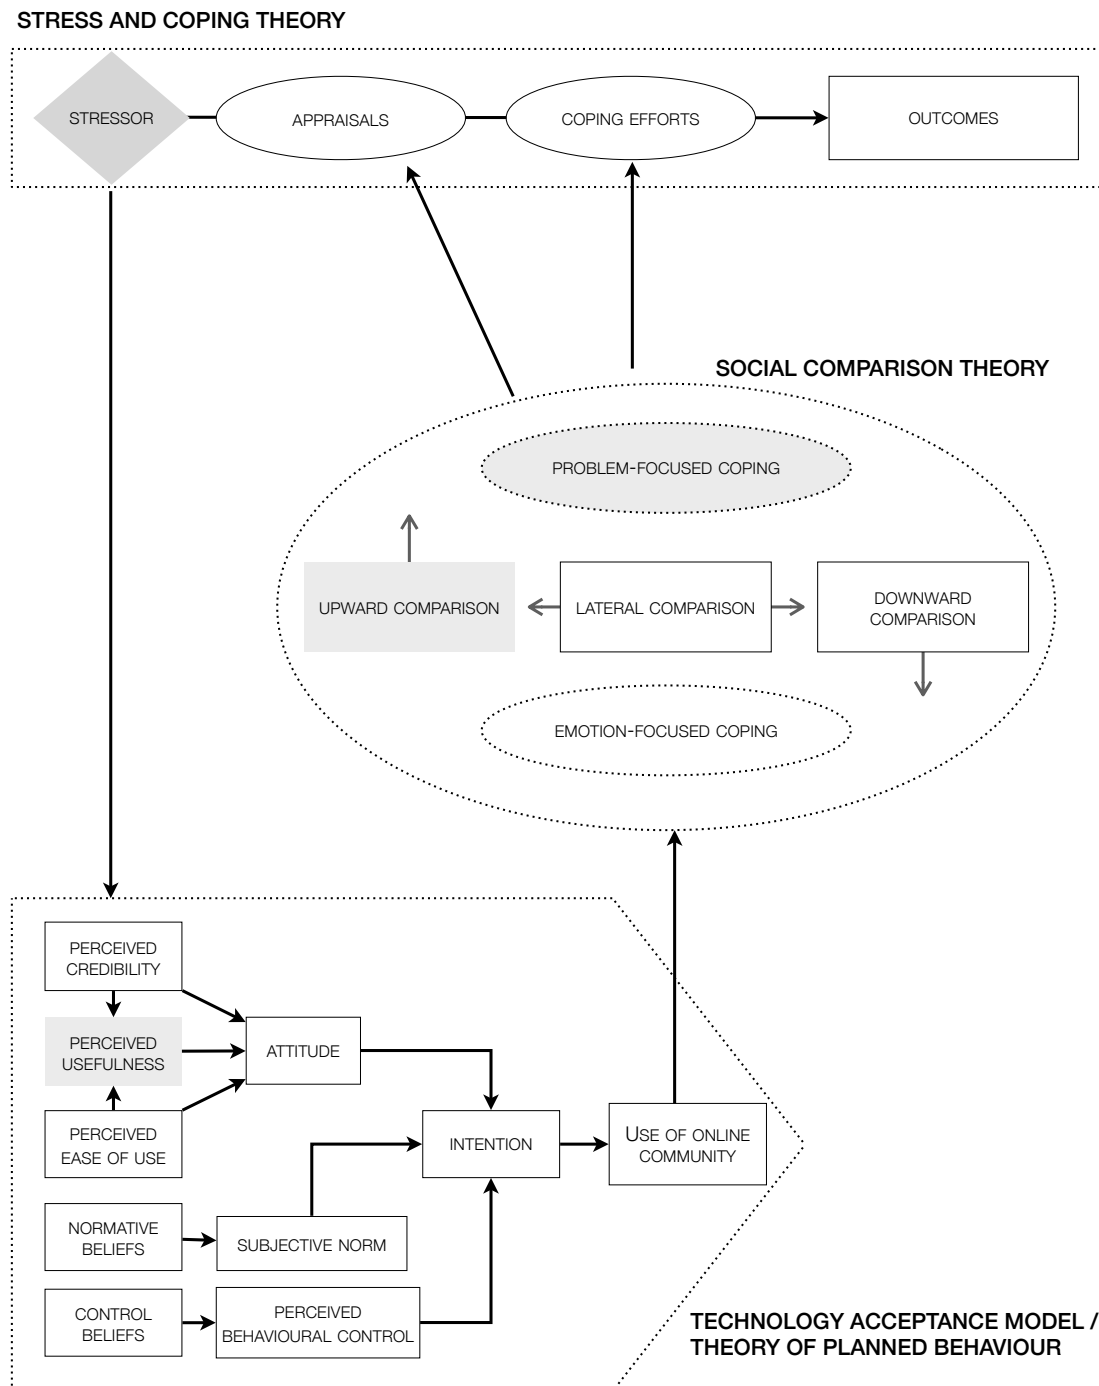 STRESS AND COPING THEORY
STRESSOR
APPRAISALS
COPING EFFORTS
OUTCOMES
SOCIAL COMPARISON THEORY
PROBLEM-FOCUSED COPING
UPWARD COMPARISON
LATERAL COMPARISON
DOWNWARD
COMPARISON
EMOTION-FOCUSED COPING
PERCEIVED
CREDIBILITY
PERCEIVED
USEFULNESS
ATTITUDE
PERCEIVED
EASE OF USE
INTENTION
USE OF ONLINE
COMMUNITY
NORMATIVE
BELIEFS
SUBJECTIVE NORM
CONTROL
BELIEFS
PERCEIVED
BEHAVIOURAL CONTROL
TECHNOLOGY ACCEPTANCE MODEL /
THEORY OF PLANNED BEHAVIOUR